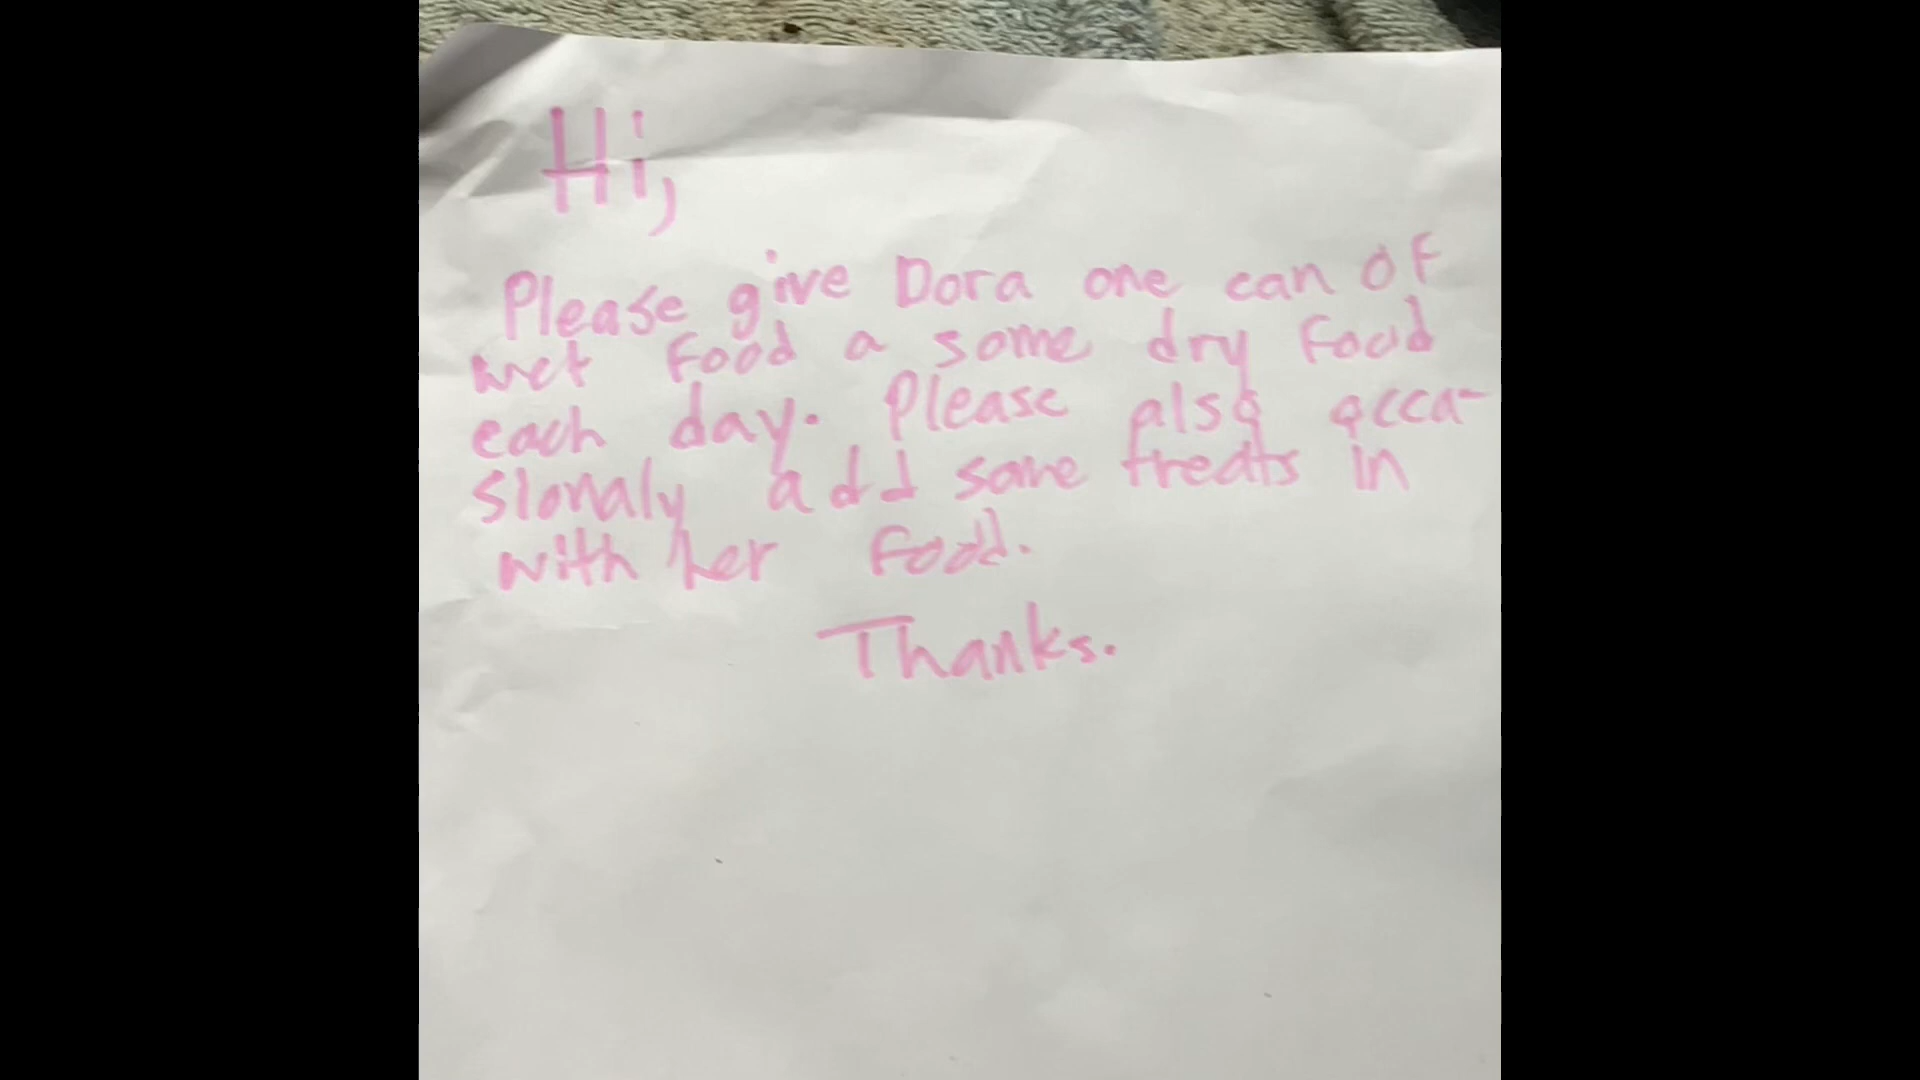 Hi,
Please give Dora one can of
wet food a some dry food
each day. Please also occa-
sionaly add some treats in
with her food.
Thanks.